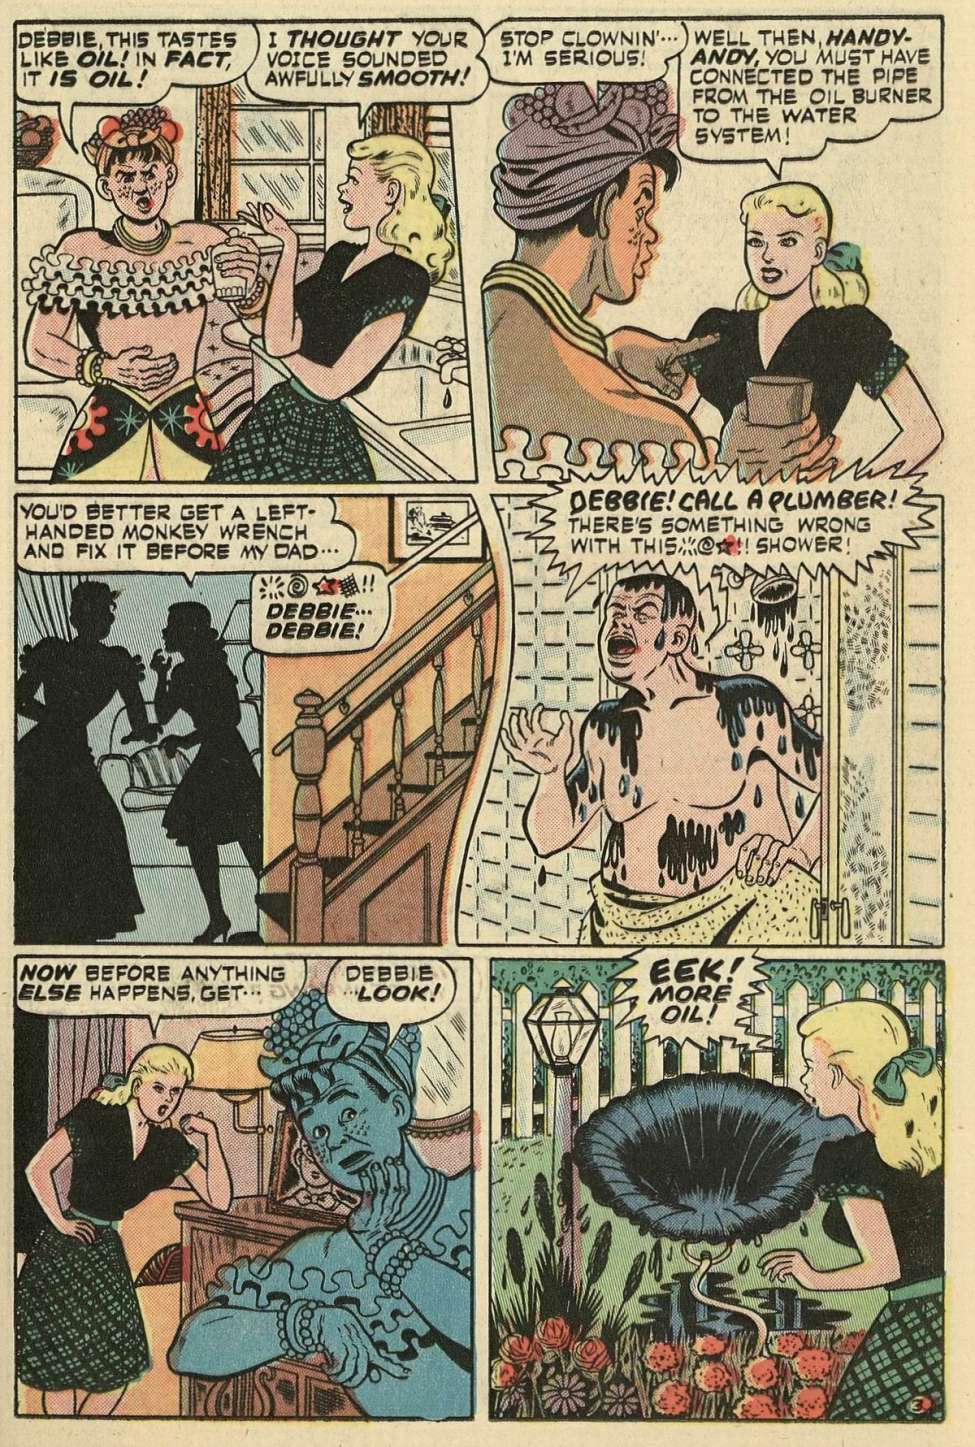 DEBBIE, THIS TASTES
LIKE OIL! IN FACT,
IT IS OIL!
I THOUGHT YOUR
VOICE SOUNDED
AWFULLY SMOOTH!
STOP CLOWNIN'...
I'M SERIOUS!
WELL THEN, HANDY-
ANDY, YOU MUST HAVE
CONNECTED THE PIPE
FROM THE OIL BURNER
TO THE WATER
SYSTEM!
YOU'D BETTER GET A LEFT-
HANDED MONKEY WRENCH
AND FIX IT BEFORE MY DAD...
@★#!!
DEBBIE...
DEBBIE!
DEBBIE! CALL A PLUMBER!
THERE'S SOMETHING WRONG
WITH THIS @★!! SHOWER!
NOW BEFORE ANYTHING
ELSE HAPPENS, GET...
DEBBIE
...LOOK!
EEK!
MORE
OIL!
3